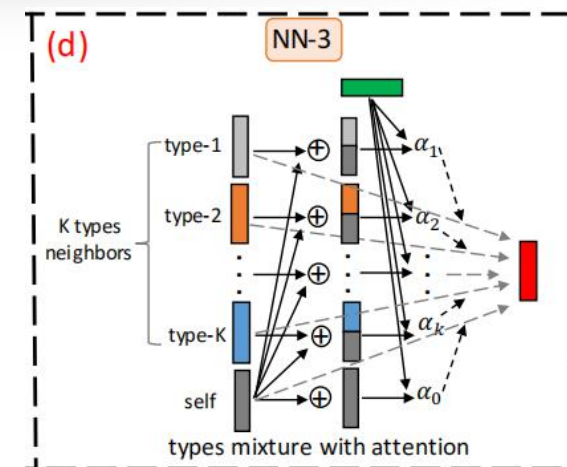 (d)
NN-3
type-1
α1
type-2
α2
K types
neighbors
type-K
αk
self
α0
types mixture with attention